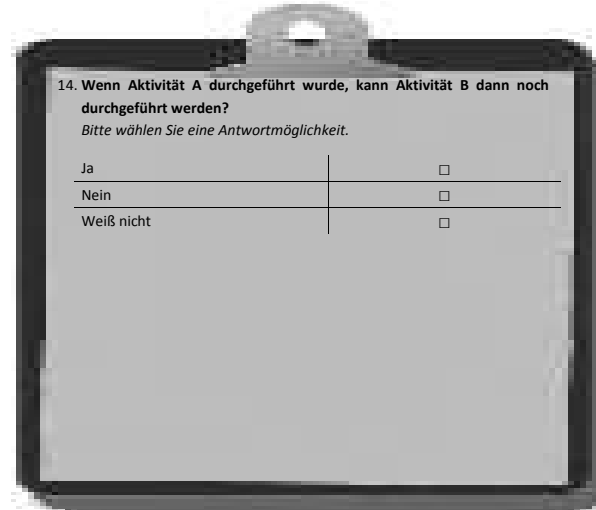 14. Wenn Aktivität A durchgeführt wurde, kann Aktivität B dann noch
durchgeführt werden?
Bitte wählen Sie eine Antwortmöglichkeit.
Ja ☐
Nein ☐
Weiß nicht ☐